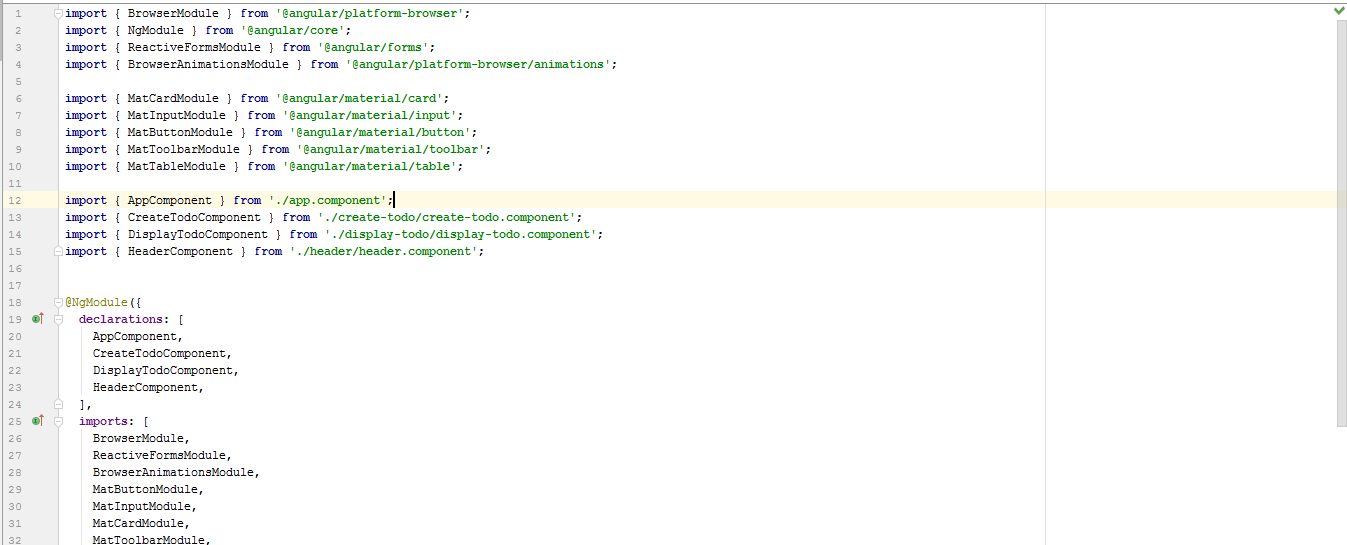 1 import { BrowserModule } from '@angular/platform-browser';
2 import { NgModule } from '@angular/core';
3 import { ReactiveFormsModule } from '@angular/forms';
4 import { BrowserAnimationsModule } from '@angular/platform-browser/animations';
5
6 import { MatCardModule } from '@angular/material/card';
7 import { MatInputModule } from '@angular/material/input';
8 import { MatButtonModule } from '@angular/material/button';
9 import { MatToolbarModule } from '@angular/material/toolbar';
10 import { MatTableModule } from '@angular/material/table';
11
12 import { AppComponent } from './app.component';
13 import { CreateTodoComponent } from './create-todo/create-todo.component';
14 import { DisplayTodoComponent } from './display-todo/display-todo.component';
15 import { HeaderComponent } from './header/header.component';
16
17
18 @NgModule({
19 declarations: [
20 AppComponent,
21 CreateTodoComponent,
22 DisplayTodoComponent,
23 HeaderComponent,
24 ],
25 imports: [
26 BrowserModule,
27 ReactiveFormsModule,
28 BrowserAnimationsModule,
29 MatButtonModule,
30 MatInputModule,
31 MatCardModule,
32 MatToolbarModule,